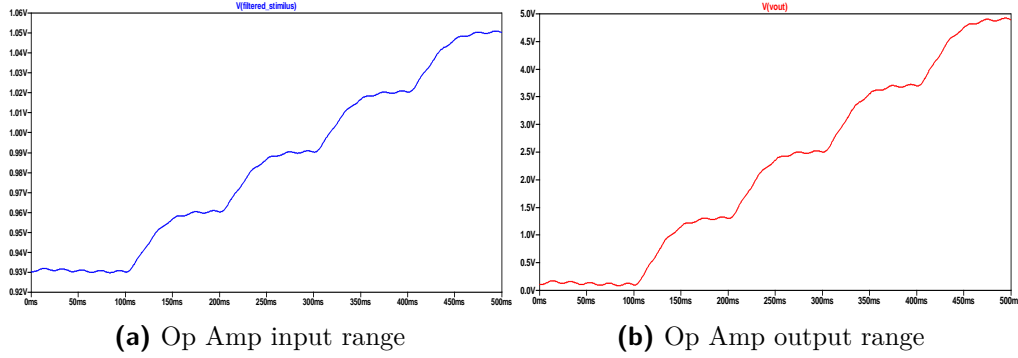 V(filtered_stimilus)
1.06V
1.05V
1.04V
1.03V
1.02V
1.01V
1.00V
0.99V
0.98V
0.97V
0.96V
0.95V
0.94V
0.93V
0.92V
0ms 50ms 100ms 150ms 200ms 250ms 300ms 350ms 400ms 450ms 500ms
(a) Op Amp input range
V(vout)
5.0V
4.5V
4.0V
3.5V
3.0V
2.5V
2.0V
1.5V
1.0V
0.5V
0.0V
0ms 50ms 100ms 150ms 200ms 250ms 300ms 350ms 400ms 450ms 500m
(b) Op Amp output range